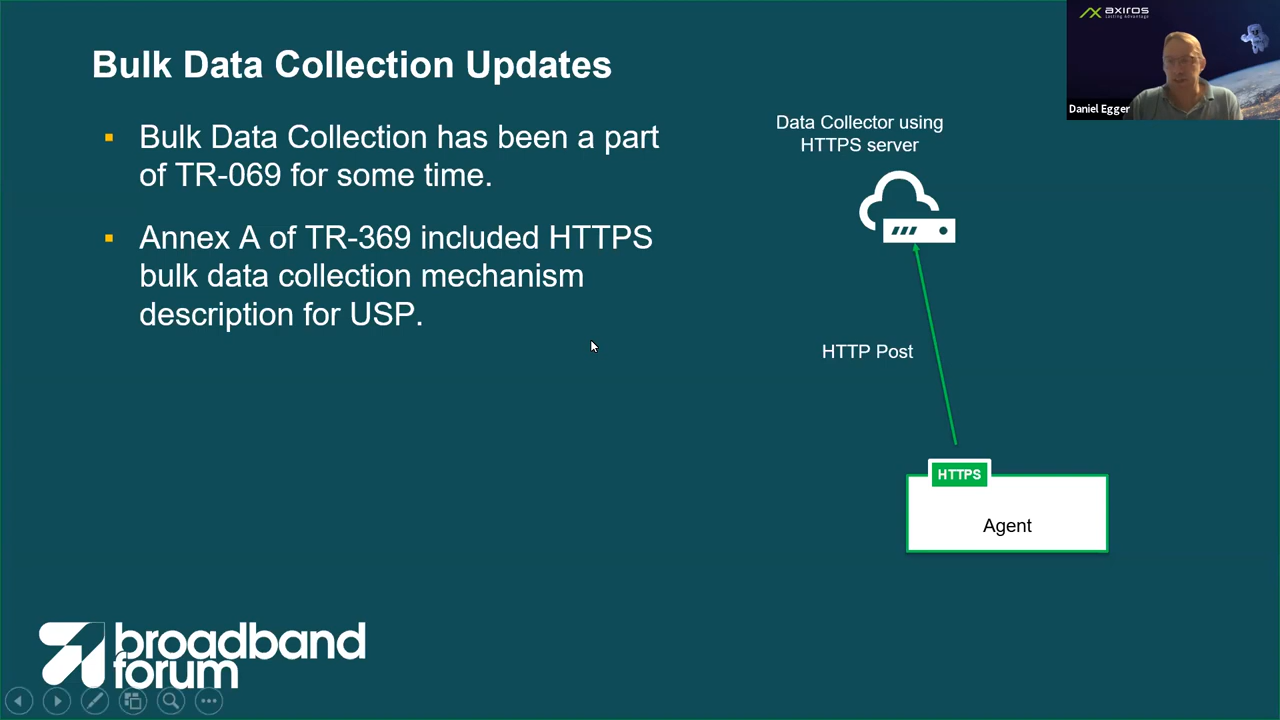 Bulk Data Collection Updates
Bulk Data Collection has been a part
of TR-069 for some time.
Annex A of TR-369 included HTTPS
bulk data collection mechanism
description for USP.
Data Collector using
HTTPS server
HTTP Post
HTTPS
Agent
broadband
forum
axiros
Lasting Advantage
Daniel Egger